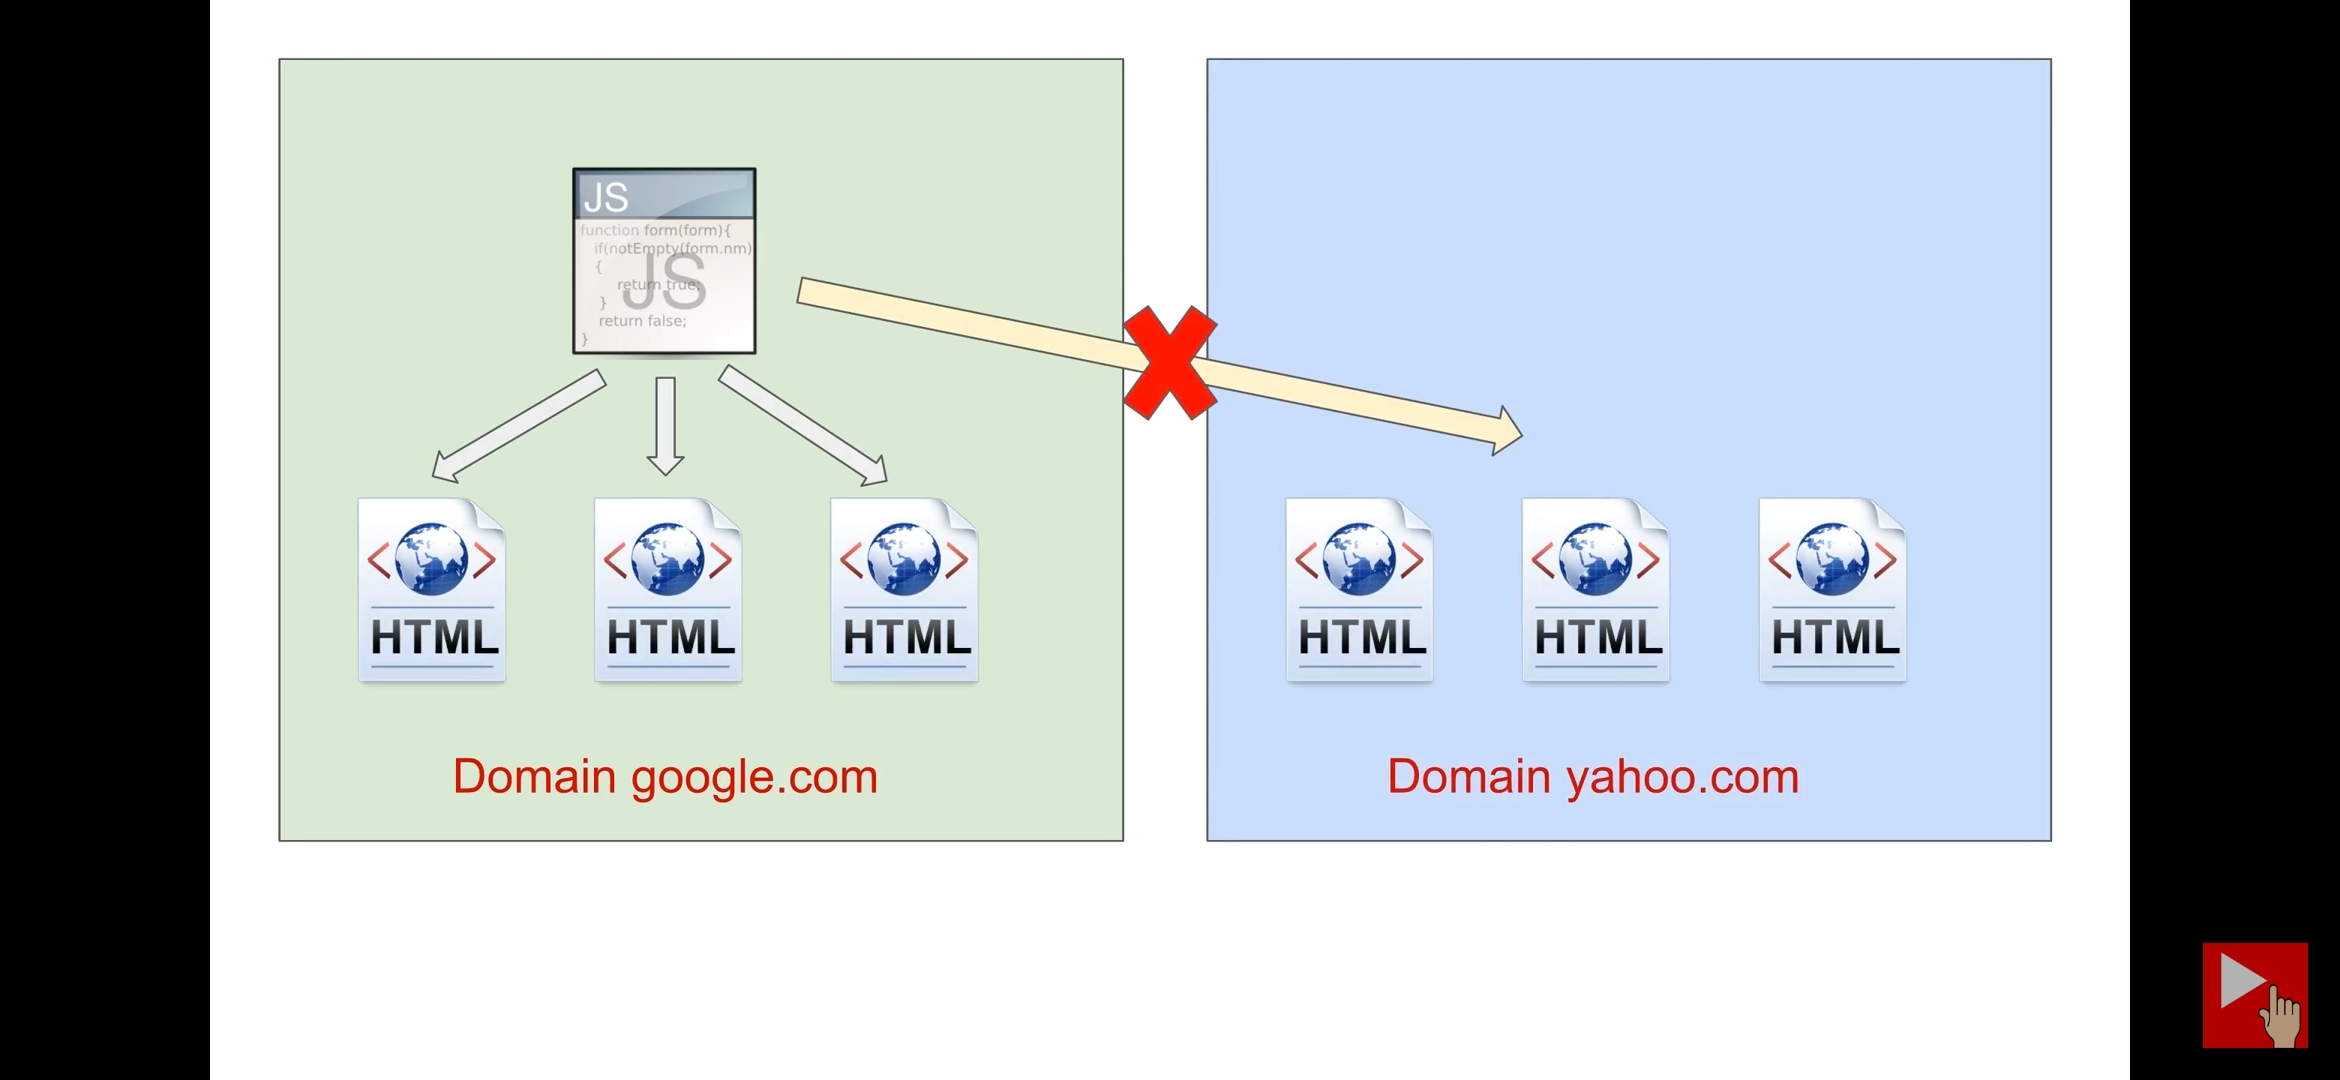 JS
function form(form){
if(notEmpty(form.nm)
{
JS
return true;
}
return false;
}
HTML
HTML
HTML
Domain google.com
HTML
HTML
HTML
Domain yahoo.com